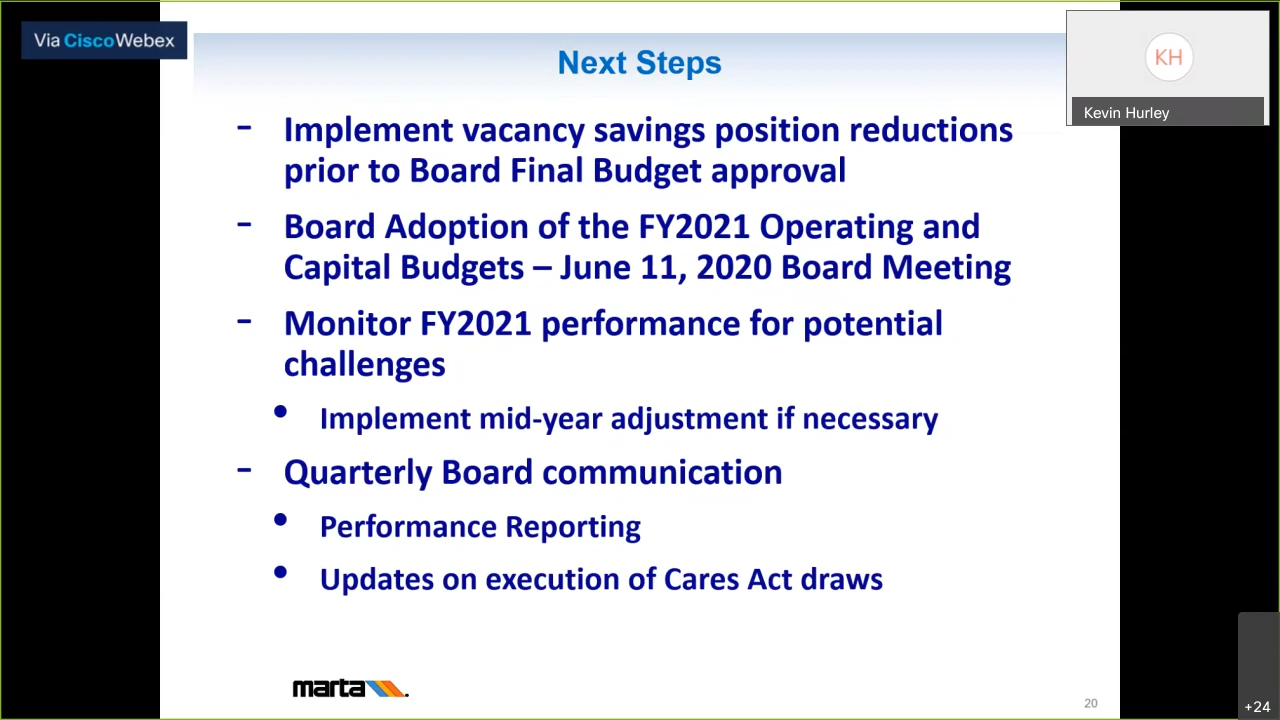 Via CiscoWebex
Next Steps
KH
Kevin Hurley
- Implement vacancy savings position reductions
prior to Board Final Budget approval
- Board Adoption of the FY2021 Operating and
Capital Budgets – June 11, 2020 Board Meeting
- Monitor FY2021 performance for potential
challenges
• Implement mid-year adjustment if necessary
- Quarterly Board communication
• Performance Reporting
• Updates on execution of Cares Act draws
marta
20
+24